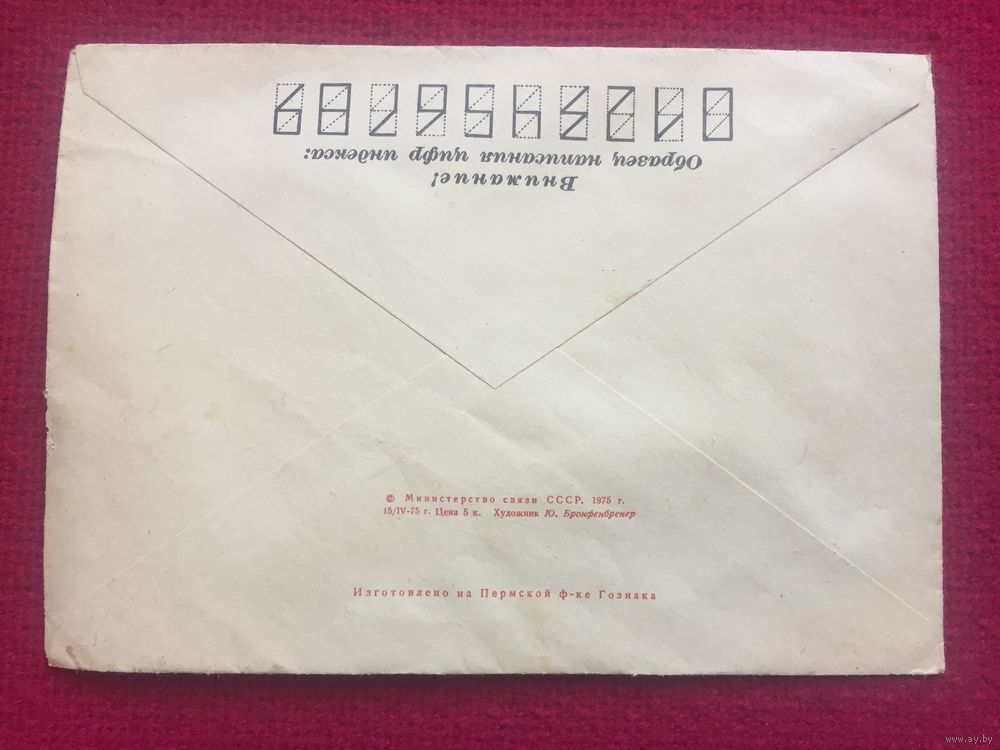 Внимание!
Образец написания цифр индекса:
0123456789
© Министерство связи СССР. 1975 г.
15/IV-75 г. Цена 5 к. Художник Ю. Бронфенбренер
Изготовлено на Пермской ф-ке Гознака
www.ay.by